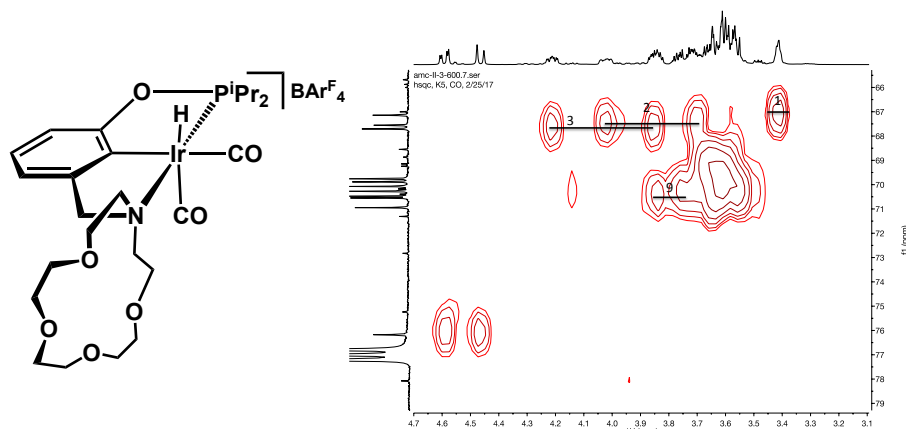 O
PiPr2
BArF4
H
Ir
CO
CO
N
O
O
O
O
amc-II-3-600.7.ser
hsqc, K5, CO, 2/25/17
1
2
3
9
66
67
68
69
70
71
72
73
74
75
76
77
78
79
f1 (ppm)
4.7 4.6 4.5 4.4 4.3 4.2 4.1 4.0 3.9 3.8 3.7 3.6 3.5 3.4 3.3 3.2 3.1